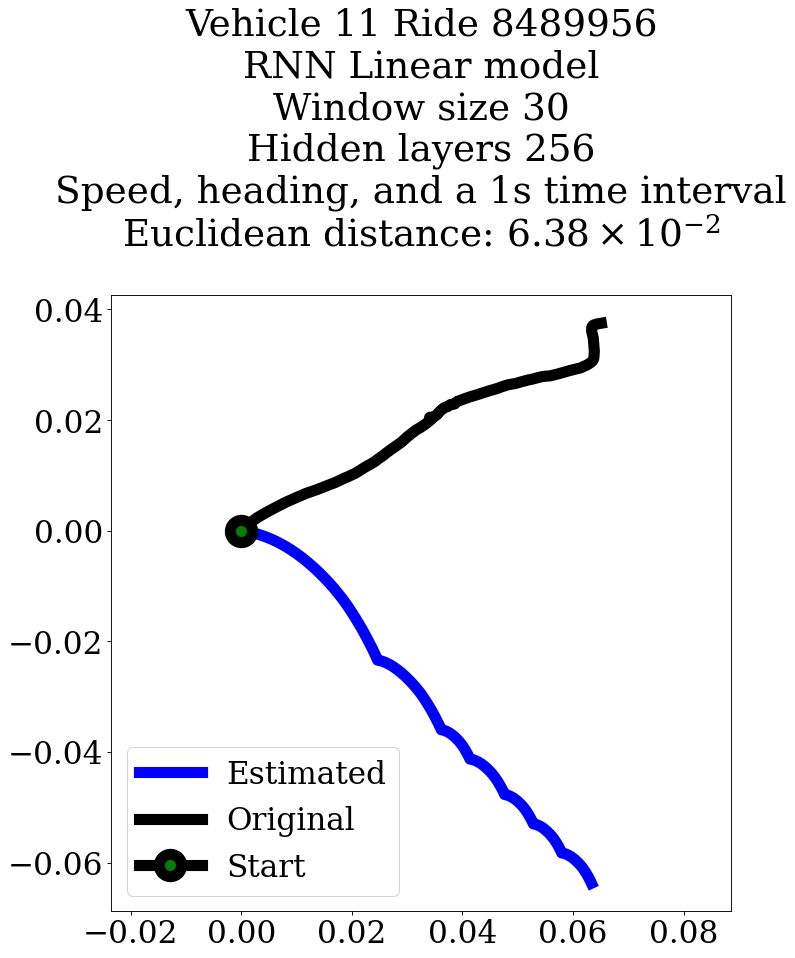 Vehicle 11 Ride 8489956
RNN Linear model
Window size 30
Hidden layers 256
Speed, heading, and a 1s time interval
Euclidean distance: 6.38 × 10⁻²
0.04
0.02
0.00
−0.02
−0.04
−0.06
Estimated
Original
Start
−0.02 0.00 0.02 0.04 0.06 0.08